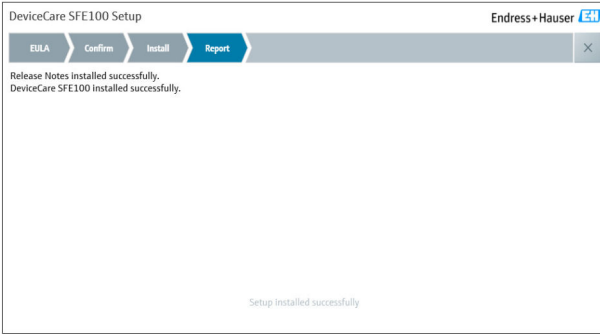 DeviceCare SFE100 Setup
Endress+Hauser EH
EULA
Confirm
Install
Report
Release Notes installed successfully.
DeviceCare SFE100 installed successfully.
Setup installed successfully